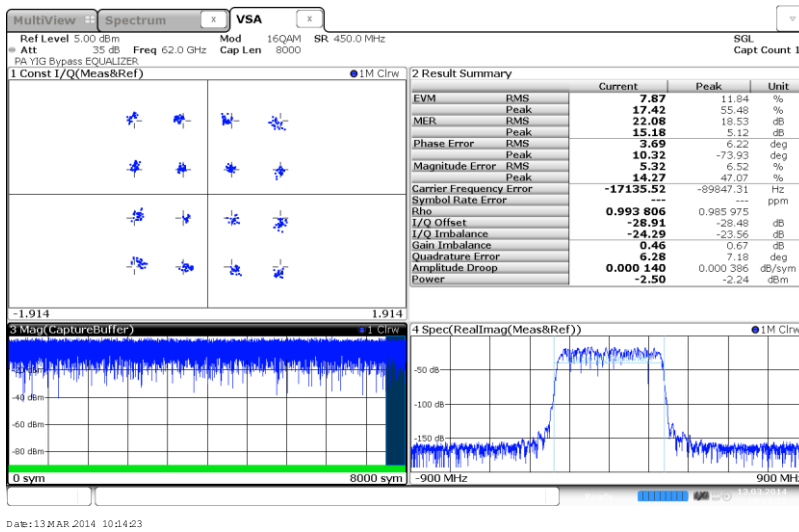 MultiView Spectrum x VSA x
Ref Level 5.00 dBm Mod 16QAM SR 450.0 MHz SGL
Att 35 dB Freq 62.0 GHz Cap Len 8000 Capt Count 1
PA YIG Bypass EQUALIZER
1 Const I/Q(Meas&Ref) 1M Clrw 2 Result Summary
Current Peak Unit
EVM RMS 7.87 11.84 %
Peak 17.42 55.48 %
MER RMS 22.08 18.53 dB
Peak 15.18 5.12 dB
Phase Error RMS 3.69 6.22 deg
Peak 10.32 -73.93 deg
Magnitude Error RMS 5.32 6.52 %
Peak 14.27 47.07 %
Carrier Frequency Error -17135.52 -89847.31 Hz
Symbol Rate Error --- --- ppm
Rho 0.993 806 0.985 975
I/Q Offset -28.91 -28.48 dB
I/Q Imbalance -24.29 -23.56 dB
Gain Imbalance 0.46 0.67 dB
Quadrature Error 6.28 7.18 deg
Amplitude Droop 0.000 140 0.000 386 dB/sym
Power -2.50 -2.24 dBm
-1.914 1.914
3 Mag(CaptureBuffer) 1 Clrw 4 Spec(RealImag(Meas&Ref)) 1M Clrw
-20 dBm
-50 dB
-40 dBm
-100 dB
-60 dBm
-150 dB
-80 dBm
0 sym 8000 sym -900 MHz 900 MHz
13.03.2014
Date: 13.MAR.2014 10:14:23